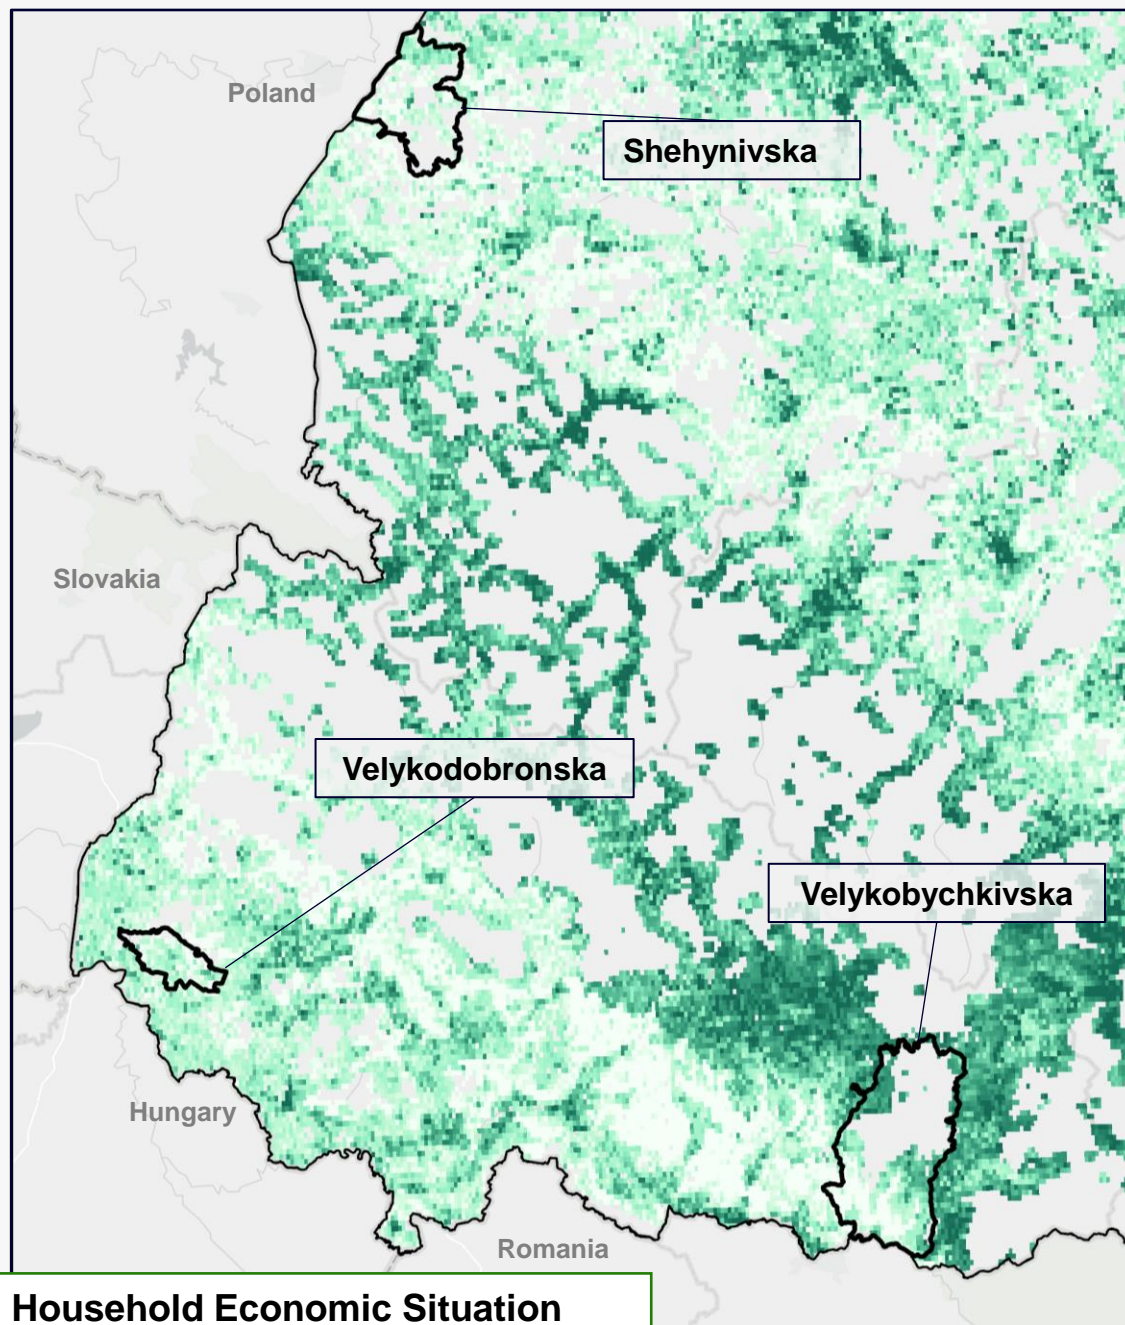 Poland
Shehynivska
Slovakia
Velykodobronska
Velykobychkivska
Hungary
Romania
Household Economic Situation